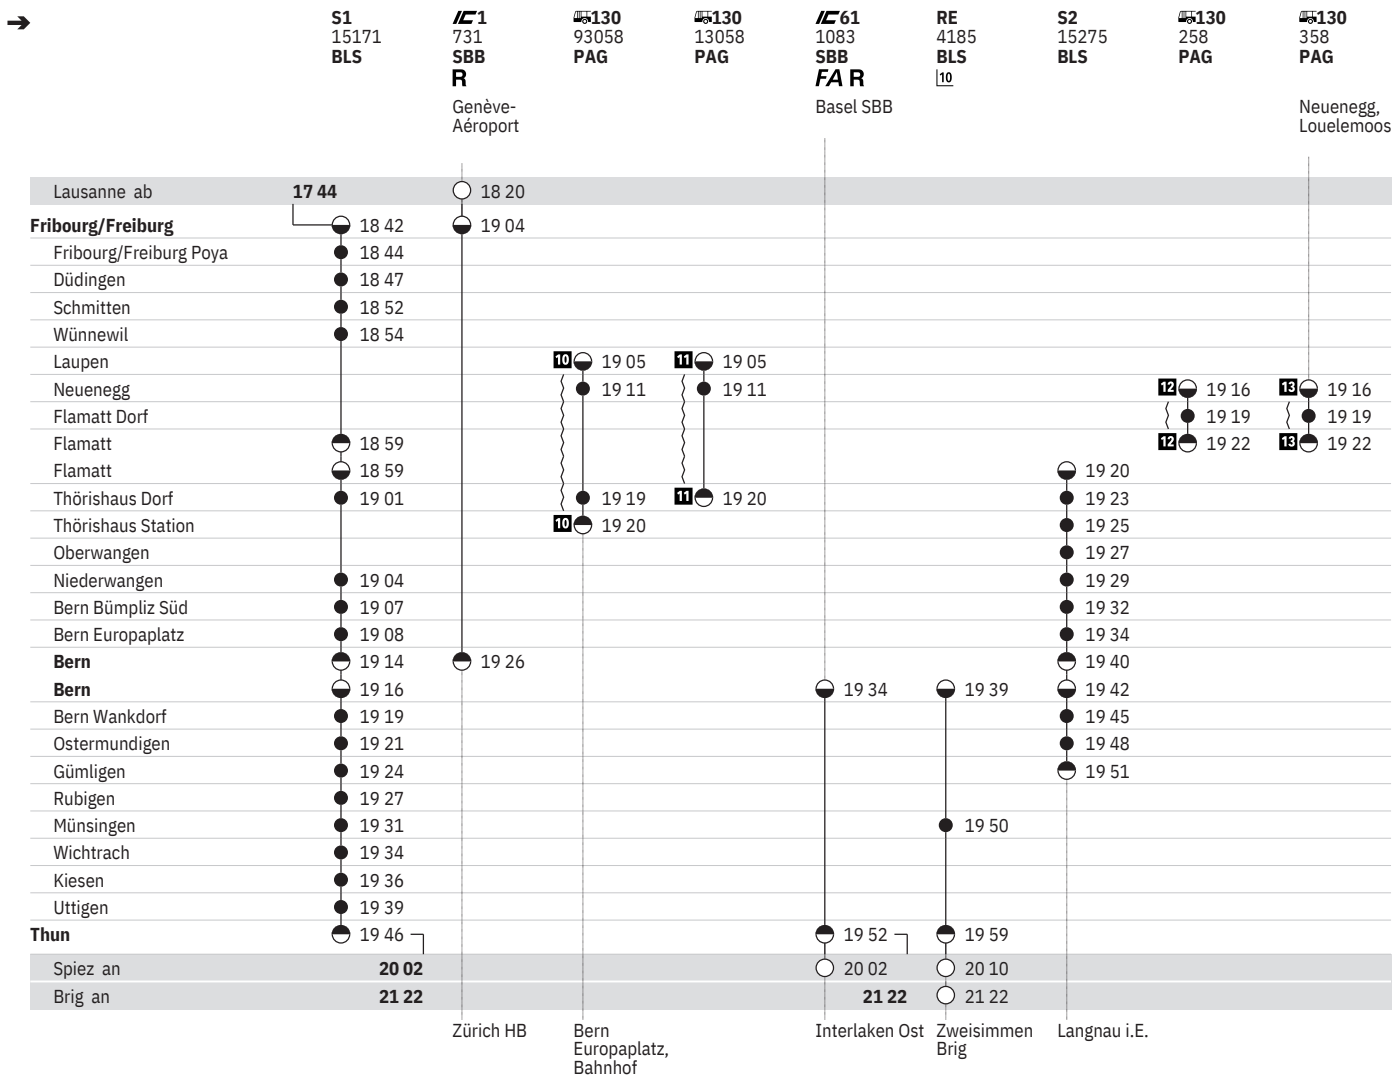 ➔ S1 IC1 130 130 IC61 RE S2 130 130
15171 731 93058 13058 1083 4185 15275 258 358
BLS SBB PAG PAG SBB BLS BLS PAG PAG
R FA R 10
Genève- Basel SBB Neuenegg,
Aéroport Louelemoos
Lausanne ab 17 44 18 20
Fribourg/Freiburg 18 42 19 04
Fribourg/Freiburg Poya 18 44
Düdingen 18 47
Schmitten 18 52
Wünnewil 18 54
Laupen 10 19 05 11 19 05
Neuenegg 19 11 19 11 12 19 16 13 19 16
Flamatt Dorf 19 19 19 19
Flamatt 18 59 12 19 22 13 19 22
Flamatt 18 59 19 20
Thörishaus Dorf 19 01 19 19 11 19 20 19 23
Thörishaus Station 10 19 20 19 25
Oberwangen 19 27
Niederwangen 19 04 19 29
Bern Bümpliz Süd 19 07 19 32
Bern Europaplatz 19 08 19 34
Bern 19 14 19 26 19 40
Bern 19 16 19 34 19 39 19 42
Bern Wankdorf 19 19 19 45
Ostermundigen 19 21 19 48
Gümligen 19 24 19 51
Rubigen 19 27
Münsingen 19 31 19 50
Wichtrach 19 34
Kiesen 19 36
Uttigen 19 39
Thun 19 46 19 52 19 59
Spiez an 20 02 20 02 20 10
Brig an 21 22 21 22 21 22
Zürich HB Bern Interlaken Ost Zweisimmen Langnau i.E.
Europaplatz, Brig
Bahnhof